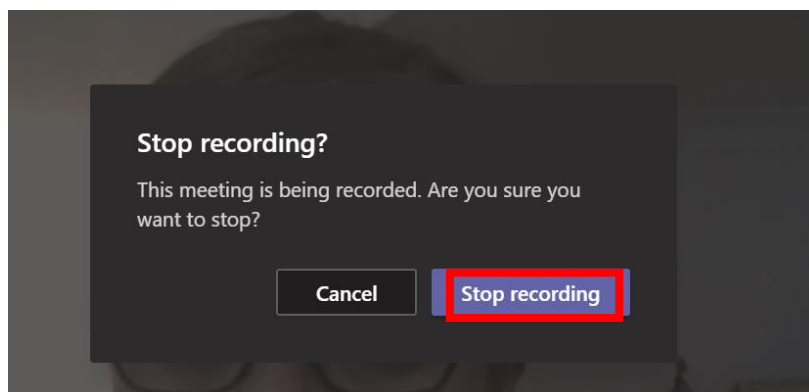 Stop recording?
This meeting is being recorded. Are you sure you
want to stop?
Cancel
Stop recording